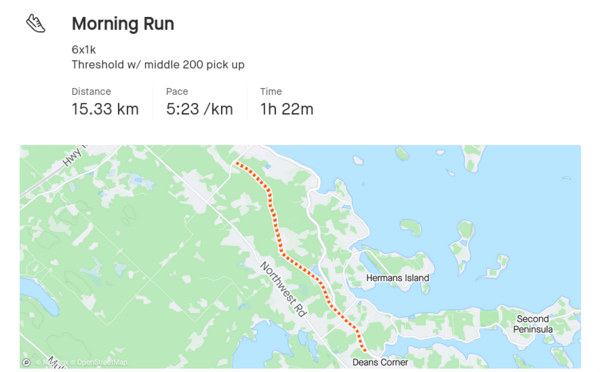 Morning Run
6x1k
Threshold w/ middle 200 pick up
Distance Pace Time
15.33 km 5:23 /km 1h 22m
Hwy
Hermans Island
Northwest Rd
Second
Peninsula
Deans Corner
OpenStreetMap